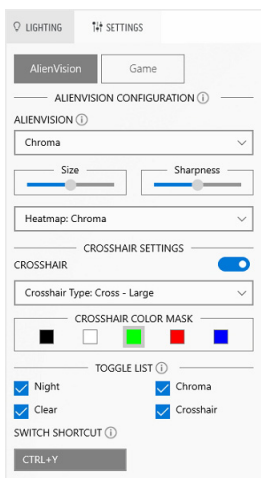 LIGHTING SETTINGS
AlienVision Game
ALIENVISION CONFIGURATION
ALIENVISION
Chroma
Size Sharpness
Heatmap: Chroma
CROSSHAIR SETTINGS
CROSSHAIR
Crosshair Type: Cross - Large
CROSSHAIR COLOR MASK
TOGGLE LIST
Night Chroma
Clear Crosshair
SWITCH SHORTCUT
CTRL+Y